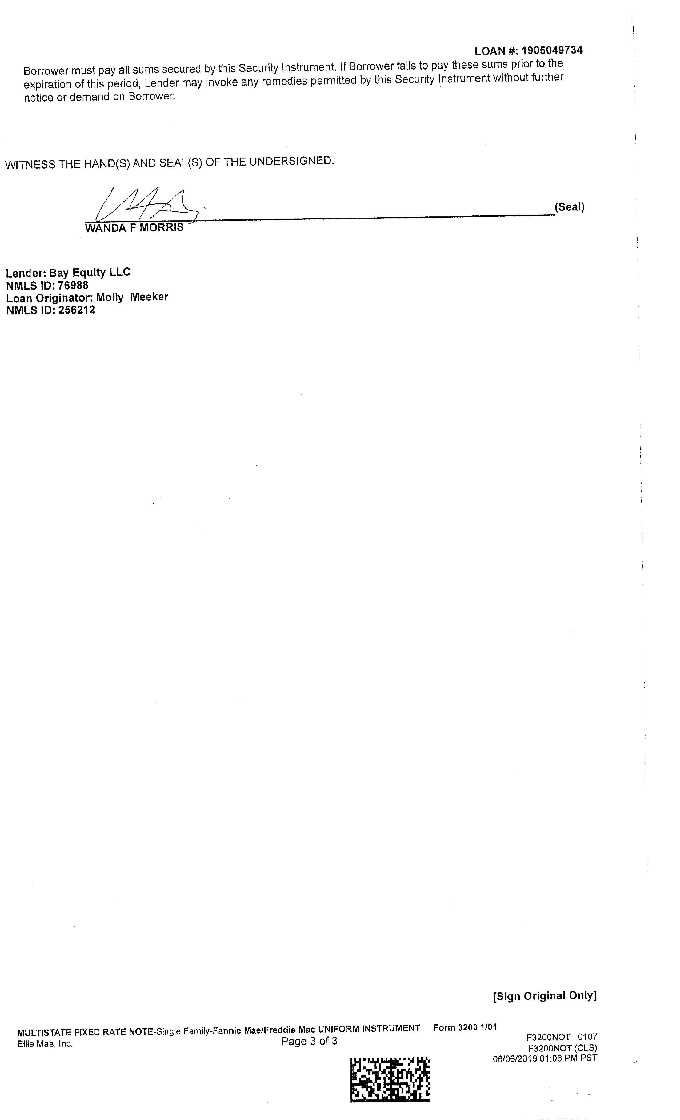 LOAN #: 1905049734
Borrower must pay all sums secured by this Security Instrument. If Borrower fails to pay these sums prior to the
expiration of this period, Lender may invoke any remedies permitted by this Security Instrument without further
notice or demand on Borrower.
WITNESS THE HAND(S) AND SEAL(S) OF THE UNDERSIGNED.
(Seal)
WANDA F MORRIS
Lender: Bay Equity LLC
NMLS ID: 76988
Loan Originator: Molly Meeker
NMLS ID: 256212
[Sign Original Only]
MULTISTATE FIXED RATE NOTE-Single Family-Fannie Mae/Freddie Mac UNIFORM INSTRUMENT Form 3200 1/01
Ellie Mae, Inc. Page 3 of 3
F3200NOT 0107
F3200NOT (CLS)
06/05/2019 01:03 PM PST